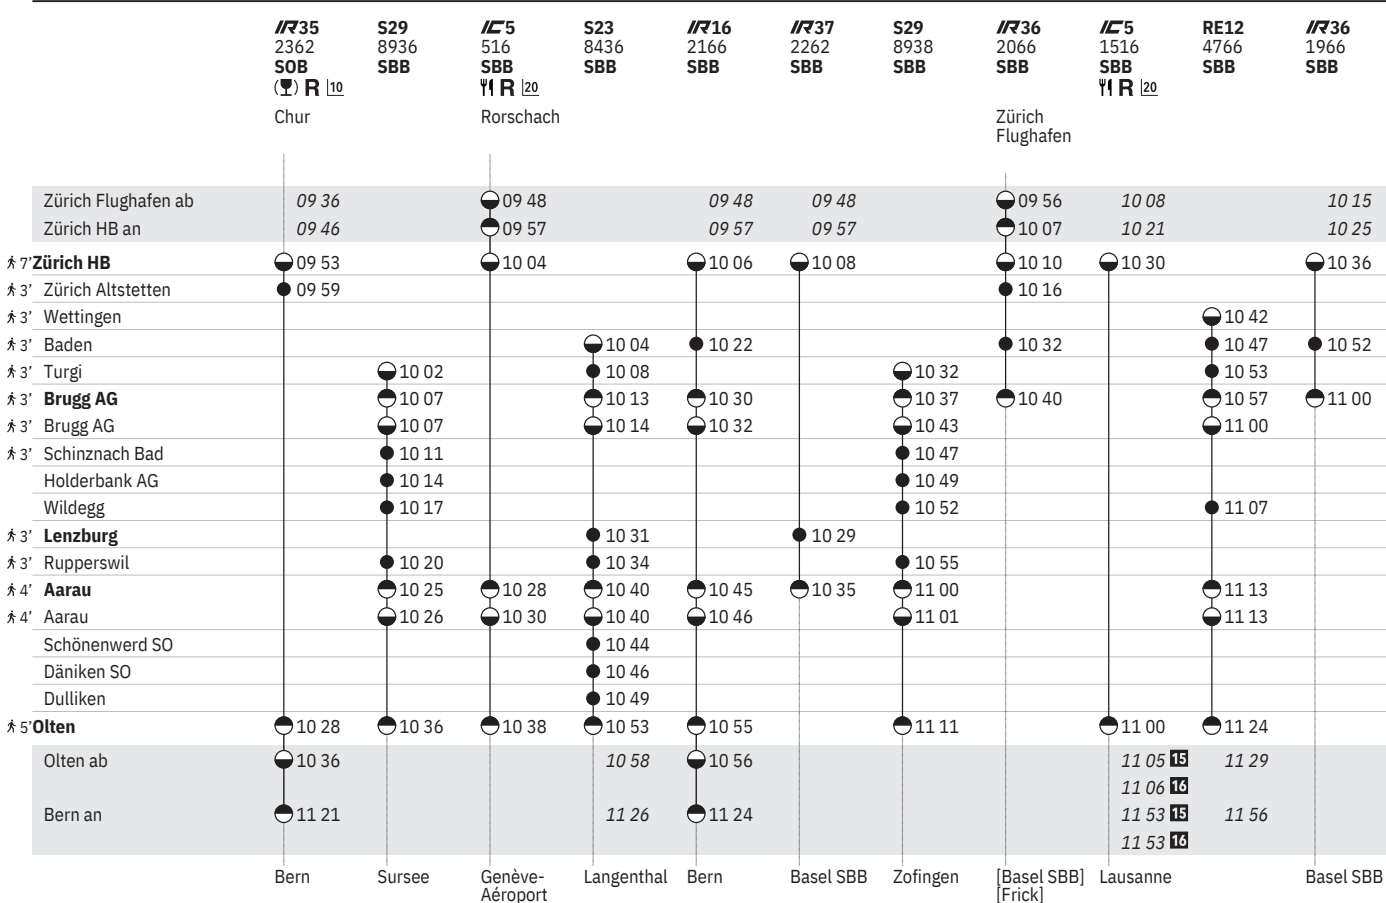 IR35 S29 IC5 S23 IR16 IR37 S29 IR36 IC5 RE12 IR36
2362 8936 516 8436 2166 2262 8938 2066 1516 4766 1966
SOB SBB SBB SBB SBB SBB SBB SBB SBB SBB SBB
R 10 R 20 R 20
Chur Rorschach Zürich
Flughafen
Zürich Flughafen ab 09 36 09 48 09 48 09 48 09 56 10 08 10 15
Zürich HB an 09 46 09 57 09 57 09 57 10 07 10 21 10 25
7' Zürich HB 09 53 10 04 10 06 10 08 10 10 10 30 10 36
3' Zürich Altstetten 09 59 10 16
3' Wettingen 10 42
3' Baden 10 04 10 22 10 32 10 47 10 52
3' Turgi 10 02 10 08 10 32 10 53
3' Brugg AG 10 07 10 13 10 30 10 37 10 40 10 57 11 00
3' Brugg AG 10 07 10 14 10 32 10 43 11 00
3' Schinznach Bad 10 11 10 47
Holderbank AG 10 14 10 49
Wildegg 10 17 10 52 11 07
3' Lenzburg 10 31 10 29
3' Rupperswil 10 20 10 34 10 55
4' Aarau 10 25 10 28 10 40 10 45 10 35 11 00 11 13
4' Aarau 10 26 10 30 10 40 10 46 11 01 11 13
Schönenwerd SO 10 44
Däniken SO 10 46
Dulliken 10 49
5' Olten 10 28 10 36 10 38 10 53 10 55 11 11 11 00 11 24
Olten ab 10 36 10 58 10 56 11 05 15 11 29
11 06 16
Bern an 11 21 11 26 11 24 11 53 15 11 56
11 53 16
Bern Sursee Genève- Langenthal Bern Basel SBB Zofingen [Basel SBB] Lausanne Basel SBB
Aéroport [Frick]